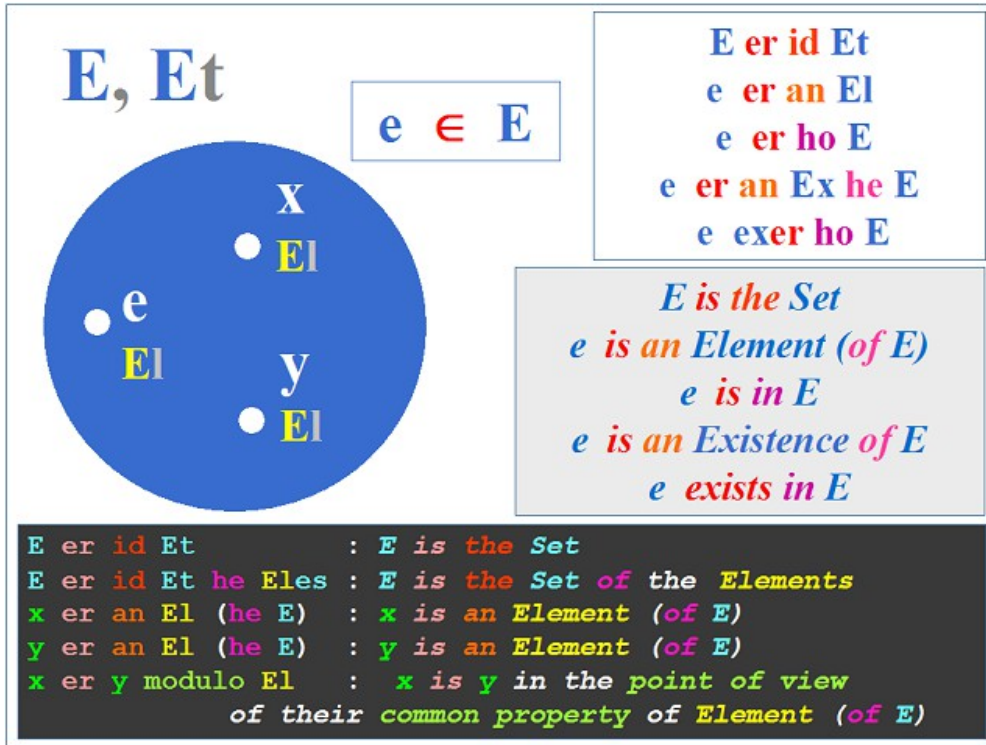 E, Et
e ∈ E
x
El
e
El
y
El
E er id Et
e er an El
e er ho E
e er an Ex he E
e exer ho E
E is the Set
e is an Element (of E)
e is in E
e is an Existence of E
e exists in E
E er id Et : E is the Set
E er id Et he Eles : E is the Set of the Elements
x er an El (he E) : x is an Element (of E)
y er an El (he E) : y is an Element (of E)
x er y modulo El : x is y in the point of view
of their common property of Element (of E)